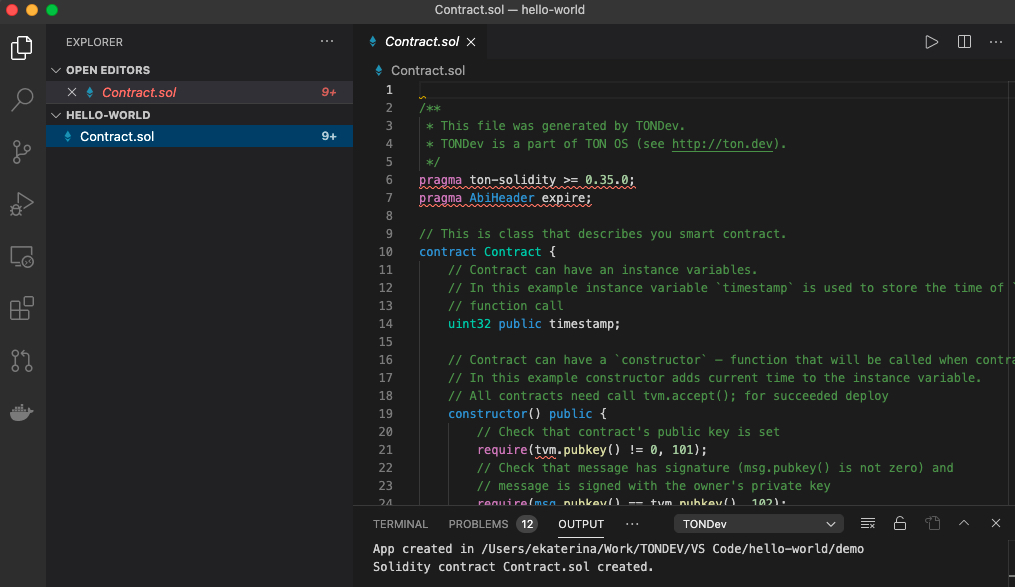 Contract.sol — hello-world
EXPLORER
OPEN EDITORS
Contract.sol 9+
HELLO-WORLD
Contract.sol 9+
Contract.sol
Contract.sol
1
2 /**
3 * This file was generated by TONDev.
4 * TONDev is a part of TON OS (see http://ton.dev).
5 */
6 pragma ton-solidity >= 0.35.0;
7 pragma AbiHeader expire;
8
9 // This is class that describes you smart contract.
10 contract Contract {
11 // Contract can have an instance variables.
12 // In this example instance variable `timestamp` is used to store the time of `
13 // function call
14 uint32 public timestamp;
15
16 // Contract can have a `constructor` – function that will be called when contra
17 // In this example constructor adds current time to the instance variable.
18 // All contracts need call tvm.accept(); for succeeded deploy
19 constructor() public {
20 // Check that contract's public key is set
21 require(tvm.pubkey() != 0, 101);
22 // Check that message has signature (msg.pubkey() is not zero) and
23 // message is signed with the owner's private key
24 require(msg.pubkey() == tvm.pubkey(), 102);
TERMINAL PROBLEMS 12 OUTPUT ··· TONDev
App created in /Users/ekaterina/Work/TONDEV/VS Code/hello-world/demo
Solidity contract Contract.sol created.